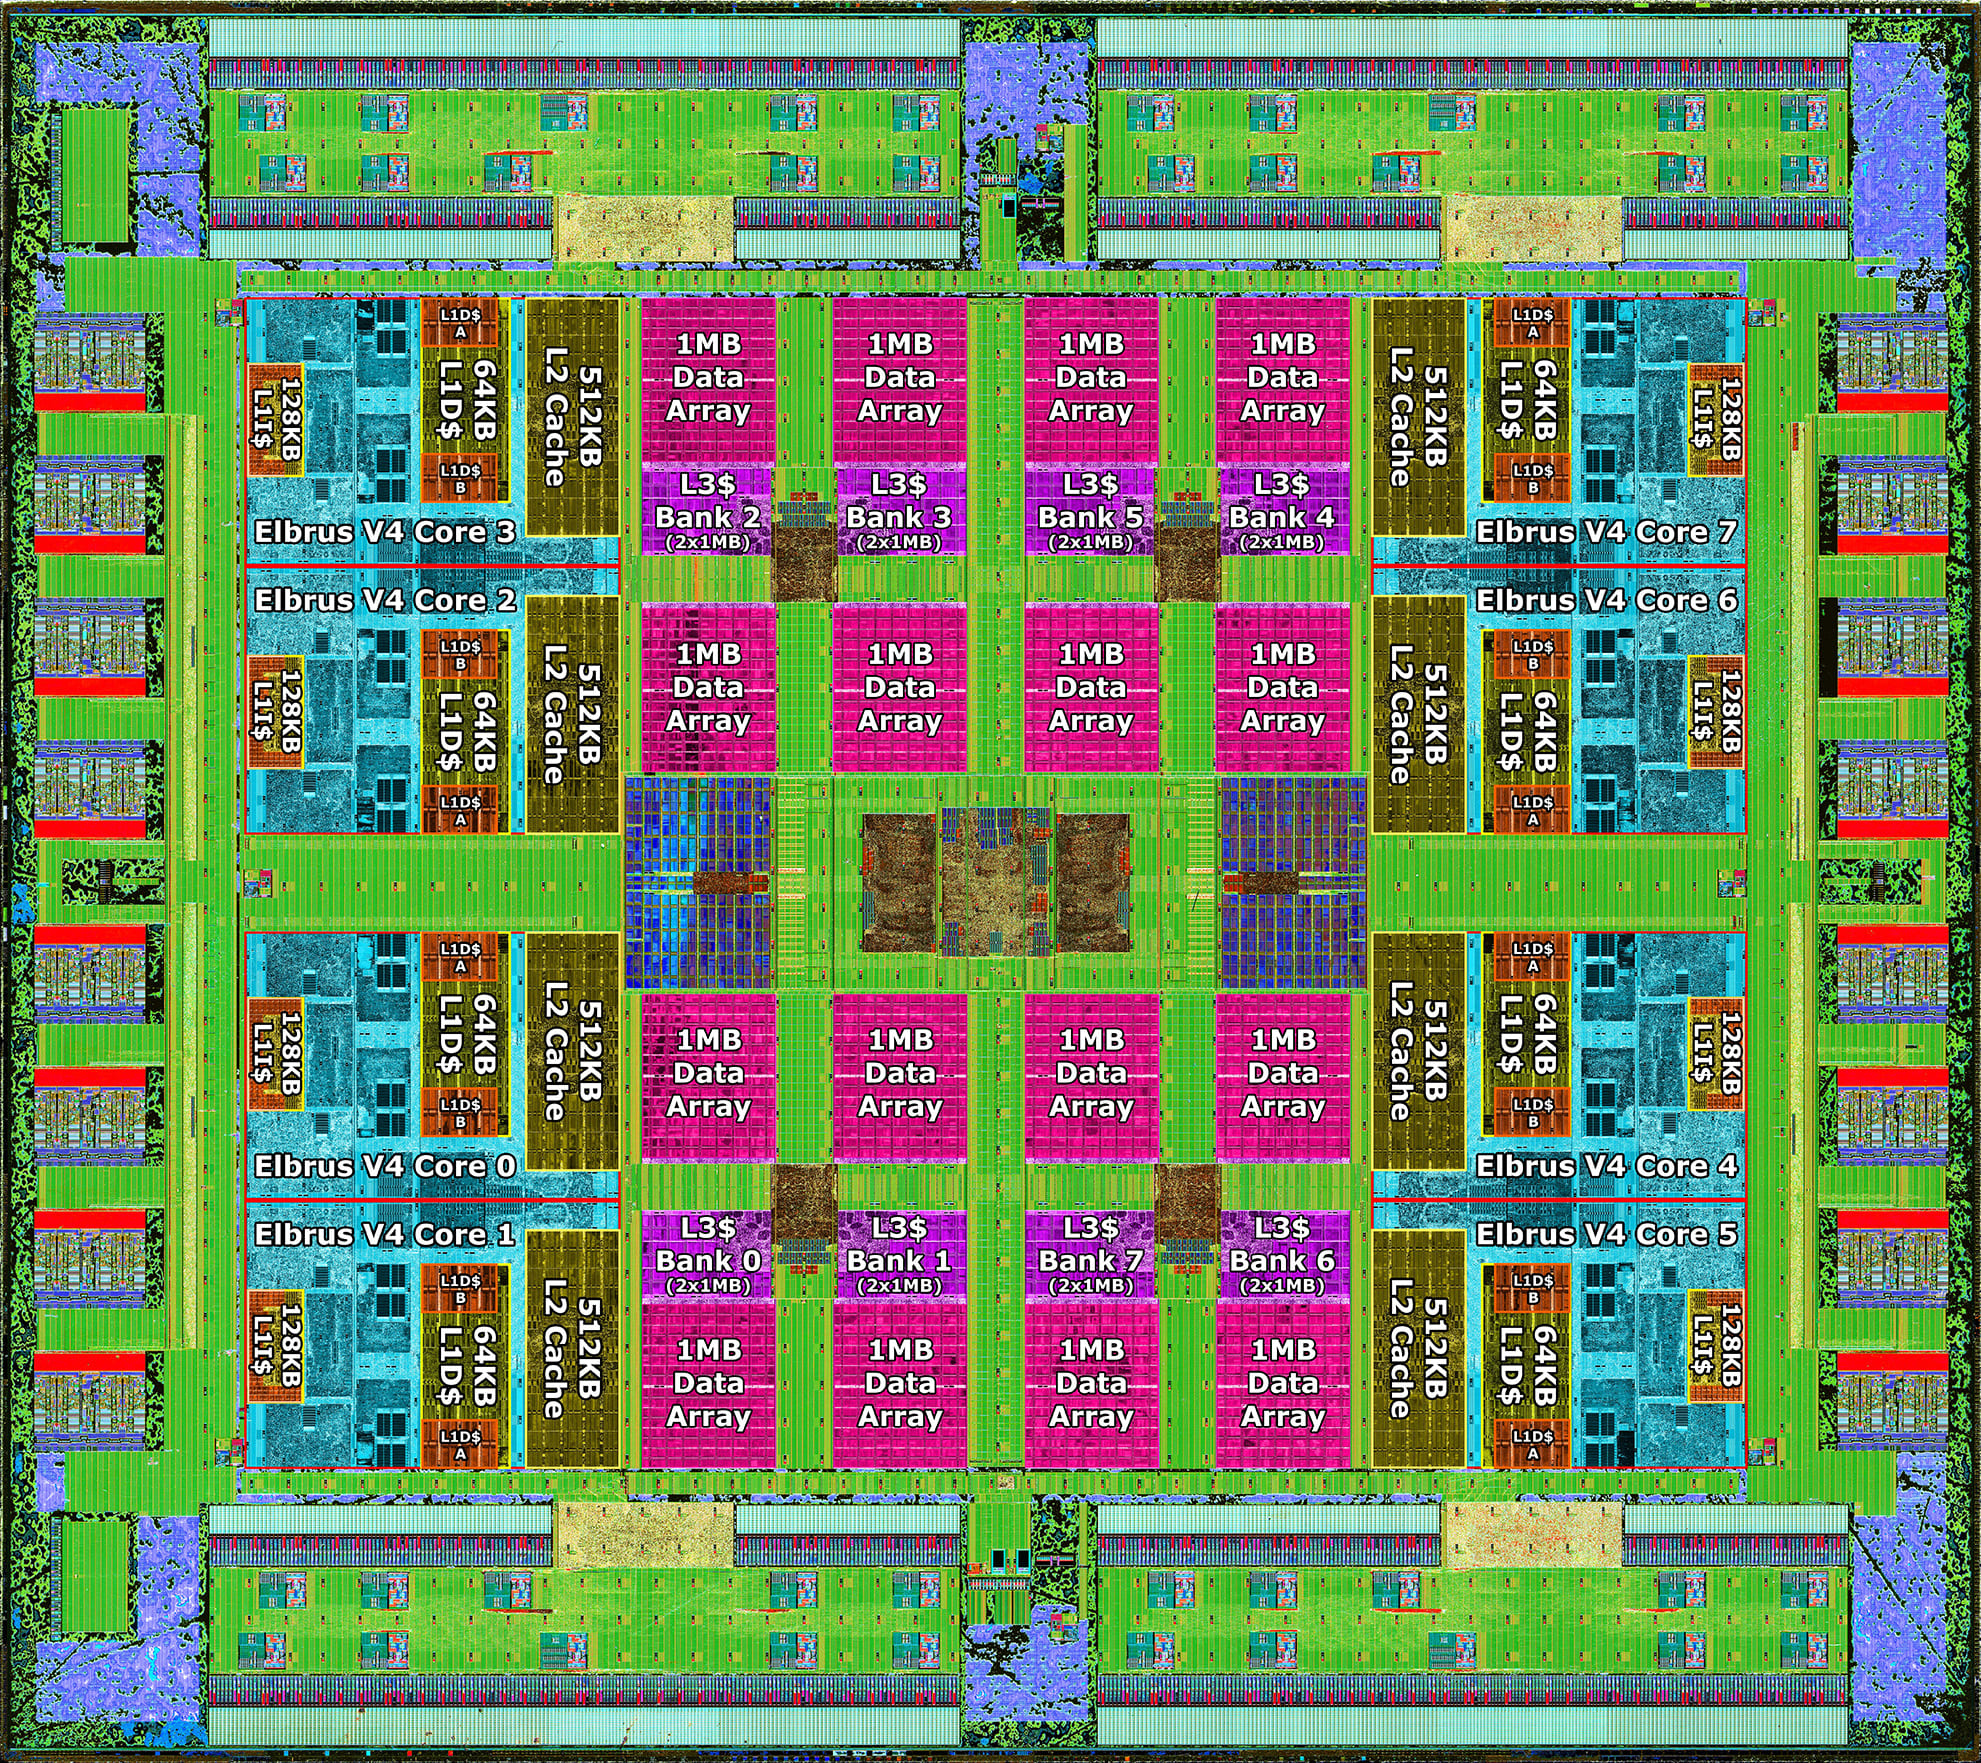 L1D$
A
128KB
L1I$
64KB
L1D$
L1D$
B
512KB
L2 Cache
Elbrus V4 Core 3
1MB
Data
Array
1MB
Data
Array
1MB
Data
Array
1MB
Data
Array
L3$
Bank 2
(2x1MB)
L3$
Bank 3
(2x1MB)
L3$
Bank 5
(2x1MB)
L3$
Bank 4
(2x1MB)
512KB
L2 Cache
L1D$
A
64KB
L1D$
L1D$
B
128KB
L1I$
Elbrus V4 Core 7
Elbrus V4 Core 2
L1D$
B
128KB
L1I$
64KB
L1D$
L1D$
A
512KB
L2 Cache
1MB
Data
Array
1MB
Data
Array
1MB
Data
Array
1MB
Data
Array
Elbrus V4 Core 6
512KB
L2 Cache
L1D$
B
64KB
L1D$
L1D$
A
128KB
L1I$
L1D$
A
128KB
L1I$
64KB
L1D$
L1D$
B
512KB
L2 Cache
Elbrus V4 Core 0
1MB
Data
Array
1MB
Data
Array
1MB
Data
Array
1MB
Data
Array
512KB
L2 Cache
L1D$
A
64KB
L1D$
L1D$
B
128KB
L1I$
Elbrus V4 Core 4
Elbrus V4 Core 1
L1D$
B
128KB
L1I$
64KB
L1D$
L1D$
A
512KB
L2 Cache
L3$
Bank 0
(2x1MB)
L3$
Bank 1
(2x1MB)
L3$
Bank 7
(2x1MB)
L3$
Bank 6
(2x1MB)
1MB
Data
Array
1MB
Data
Array
1MB
Data
Array
1MB
Data
Array
Elbrus V4 Core 5
512KB
L2 Cache
L1D$
B
64KB
L1D$
L1D$
A
128KB
L1I$